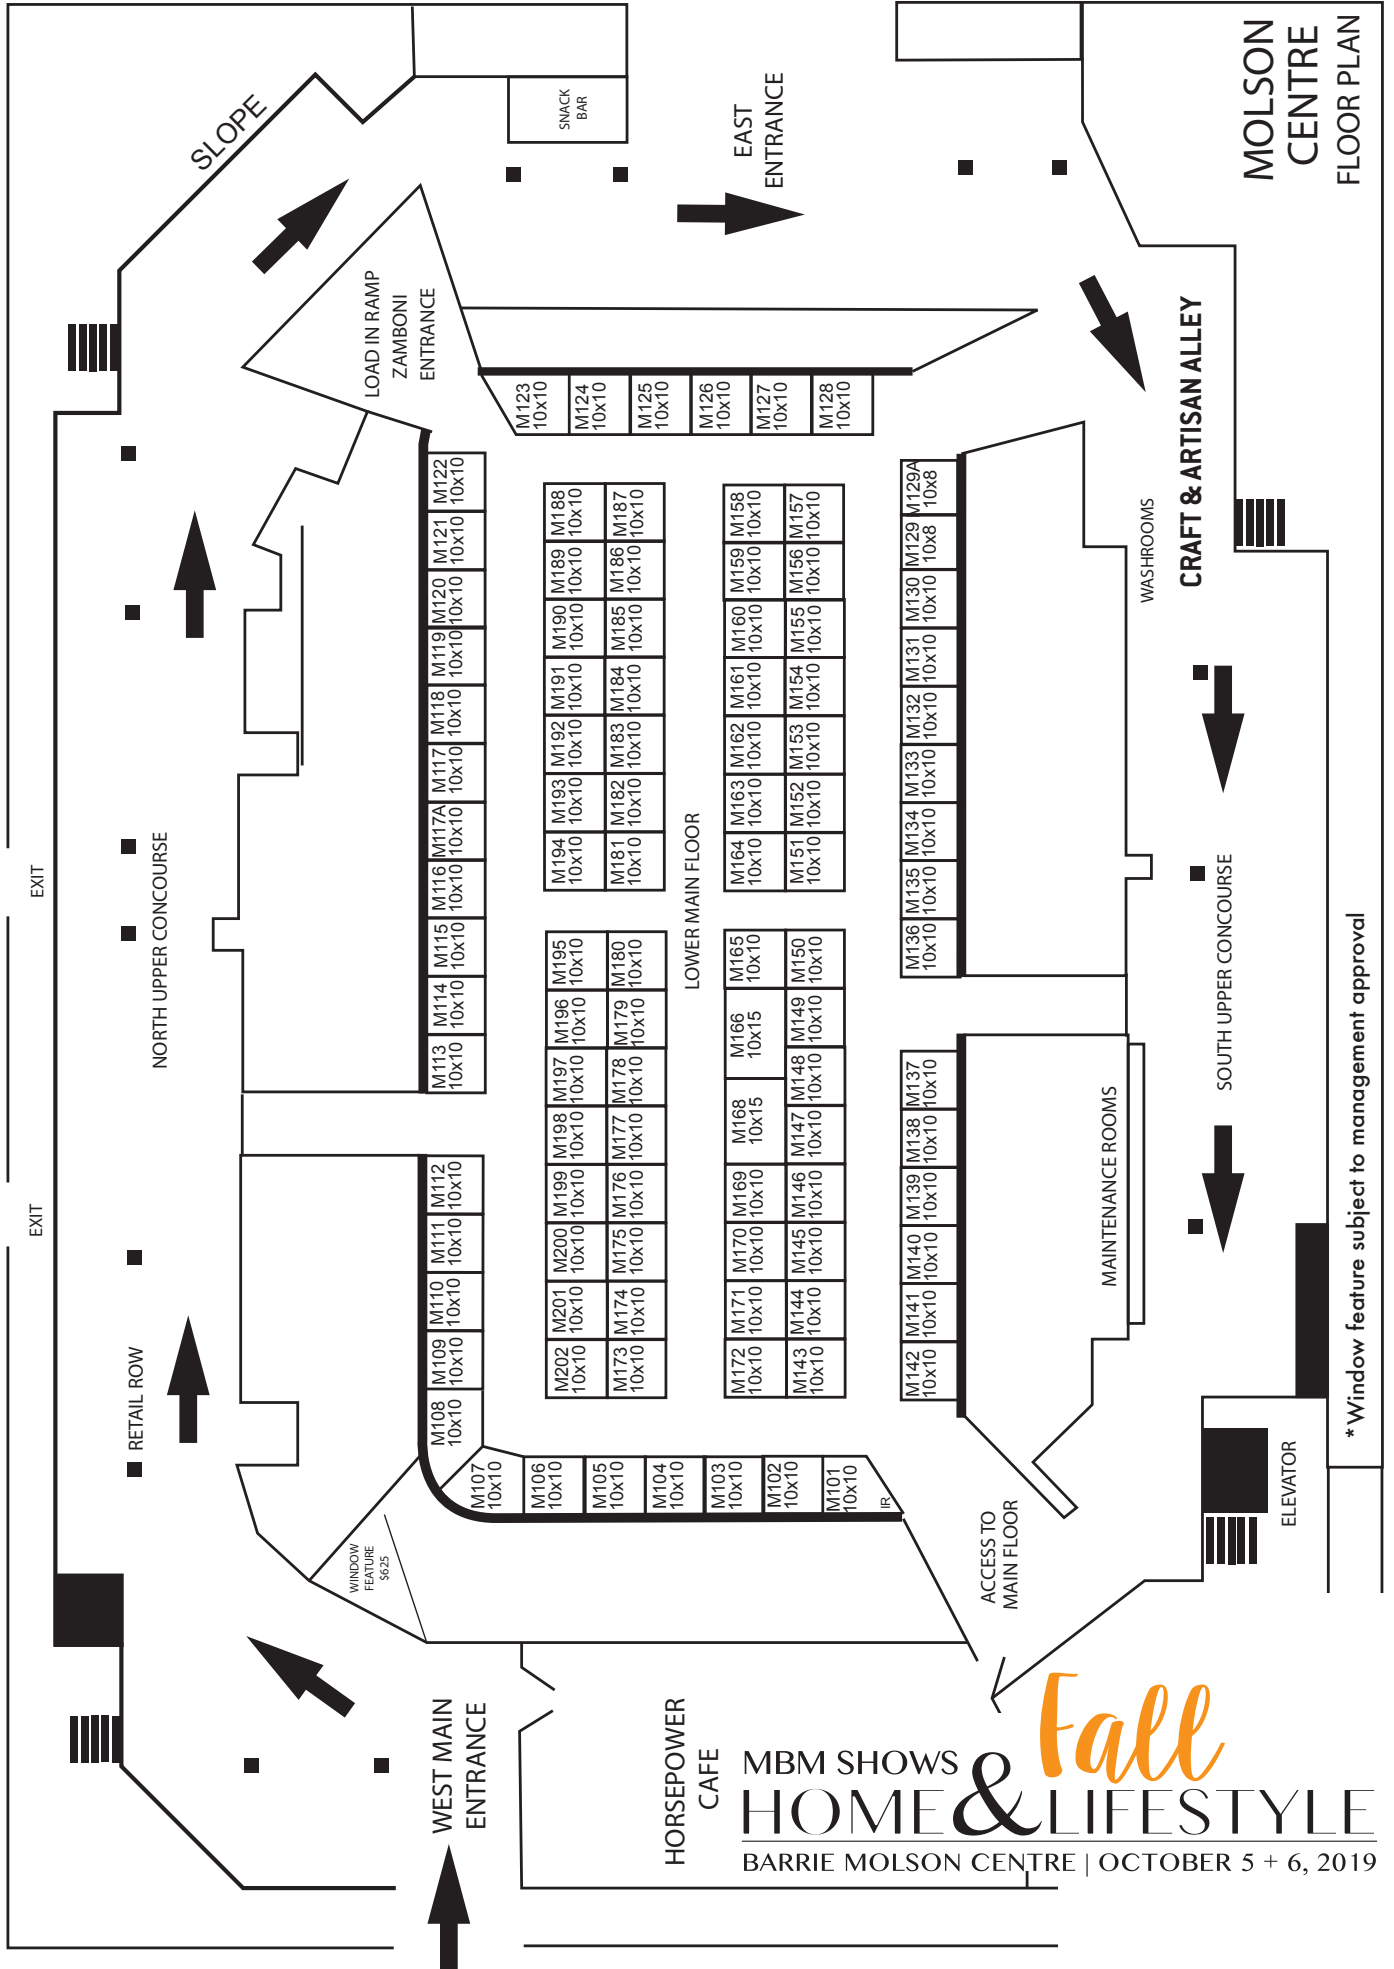 MOLSON
CENTRE
FLOOR PLAN
SLOPE
SNACK
BAR
EAST
ENTRANCE
LOAD IN RAMP
ZAMBONI
ENTRANCE
CRAFT & ARTISAN ALLEY
WASHROOMS
M123
10x10
M124
10x10
M125
10x10
M126
10x10
M127
10x10
M128
10x10
M122
10x10
M121
10x10
M120
10x10
M119
10x10
M118
10x10
M117
10x10
M117A
10x10
M116
10x10
M115
10x10
M114
10x10
M113
10x10
M112
10x10
M111
10x10
M110
10x10
M109
10x10
M108
10x10
M188
10x10
M189
10x10
M190
10x10
M191
10x10
M192
10x10
M193
10x10
M194
10x10
M187
10x10
M186
10x10
M185
10x10
M184
10x10
M183
10x10
M182
10x10
M181
10x10
M195
10x10
M196
10x10
M197
10x10
M198
10x10
M199
10x10
M200
10x10
M201
10x10
M202
10x10
M180
10x10
M179
10x10
M178
10x10
M177
10x10
M176
10x10
M175
10x10
M174
10x10
M173
10x10
LOWER MAIN FLOOR
M158
10x10
M159
10x10
M160
10x10
M161
10x10
M162
10x10
M163
10x10
M164
10x10
M157
10x10
M156
10x10
M155
10x10
M154
10x10
M153
10x10
M152
10x10
M151
10x10
M165
10x10
M166
10x15
M168
10x15
M169
10x10
M170
10x10
M171
10x10
M172
10x10
M150
10x10
M149
10x10
M148
10x10
M147
10x10
M146
10x10
M145
10x10
M144
10x10
M143
10x10
M129A
10x8
M129
10x8
M130
10x10
M131
10x10
M132
10x10
M133
10x10
M134
10x10
M135
10x10
M136
10x10
M137
10x10
M138
10x10
M139
10x10
M140
10x10
M141
10x10
M142
10x10
M107
10x10
M106
10x10
M105
10x10
M104
10x10
M103
10x10
M102
10x10
M101
10x10
IR
EXIT
EXIT
NORTH UPPER CONCOURSE
RETAIL ROW
SOUTH UPPER CONCOURSE
MAINTENANCE ROOMS
*Window feature subject to management approval
ELEVATOR
ACCESS TO
MAIN FLOOR
WINDOW
FEATURE
$625
WEST MAIN
ENTRANCE
HORSEPOWER
CAFE
Fall
MBM SHOWS
HOME & LIFESTYLE
BARRIE MOLSON CENTRE | OCTOBER 5 + 6, 2019